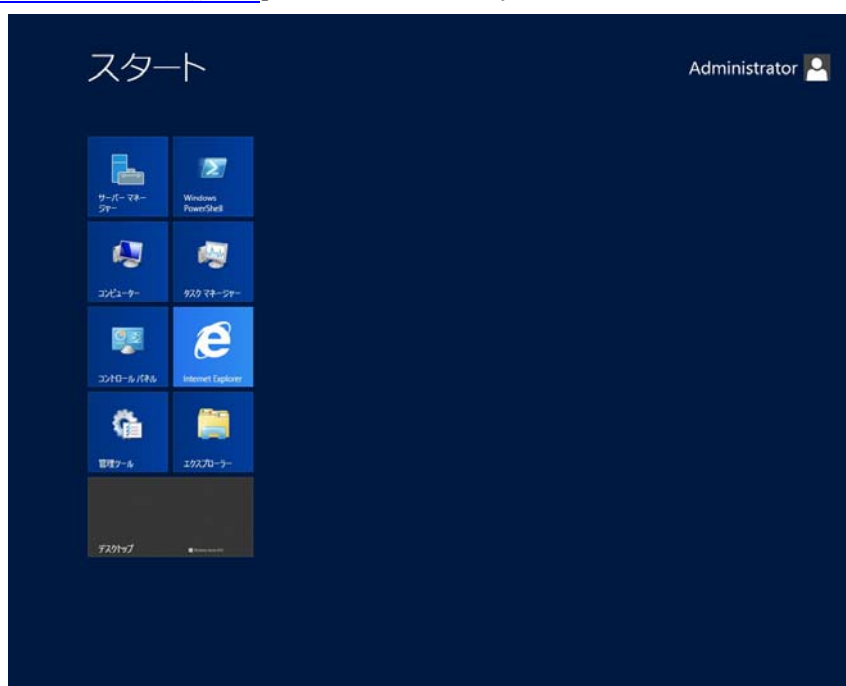 スタート
Administrator
サーバー マネー
ジャー
Windows
PowerShell
コンピューター
タスク マネージャー
コントロール パネル
Internet Explorer
管理ツール
エクスプローラー
デスクトップ